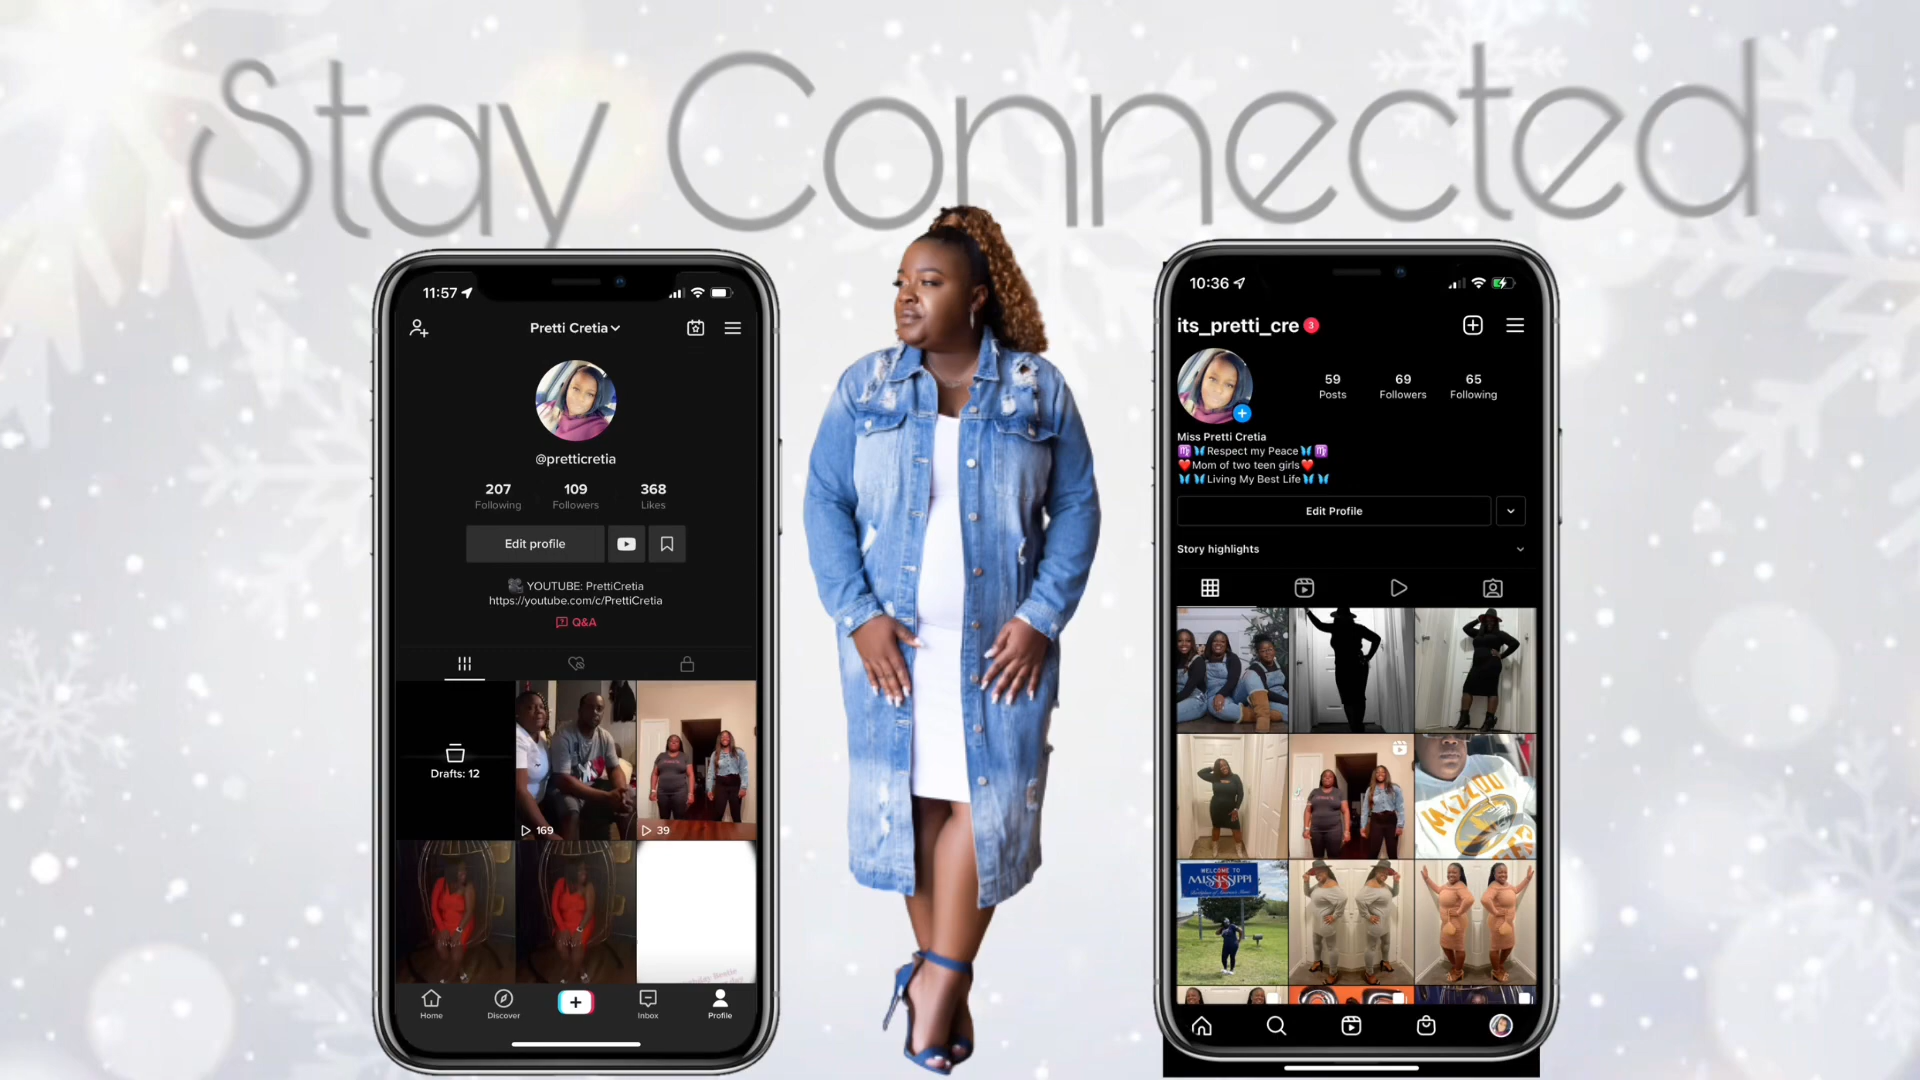 Stay Connected
11:57
Pretti Cretia
@pretticretia
207 109 368
Following Followers Likes
Edit profile
YOUTUBE: PrettiCretia
https://youtube.com/c/PrettiCretia
Q&A
Drafts: 12
169
39
Home Discover Inbox Profile
10:36
its_pretti_cre 3
59 69 65
Posts Followers Following
Miss Pretti Cretia
♍🦋Respect my Peace🦋♍
❤️Mom of two teen girls❤️
🦋🦋Living My Best Life🦋🦋
Edit Profile
Story highlights
MIZZOU
WELCOME TO
MISSISSIPPI